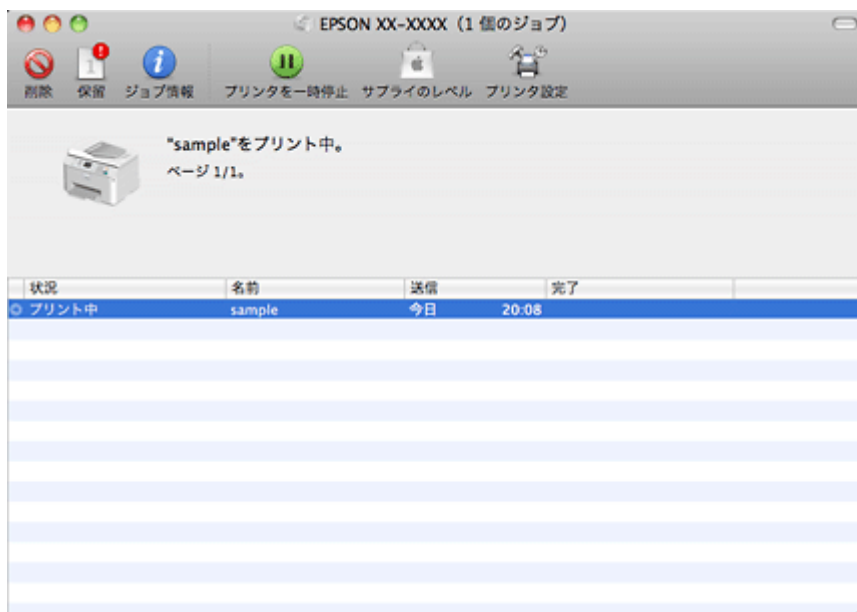 EPSON XX-XXXX（1 個のジョブ）
削除 保留 ジョブ情報 プリンタを一時停止 サプライのレベル プリンタ設定
"sample"をプリント中。
ページ 1/1。
状況 名前 送信 完了
プリント中 sample 今日 20:08